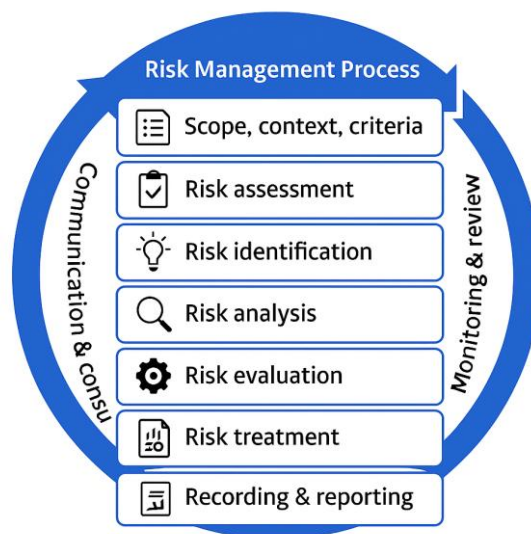 Risk Management Process
Scope, context, criteria
Risk assessment
Risk identification
Risk analysis
Risk evaluation
Risk treatment
Recording & reporting
Communication & consu
Monitoring & review